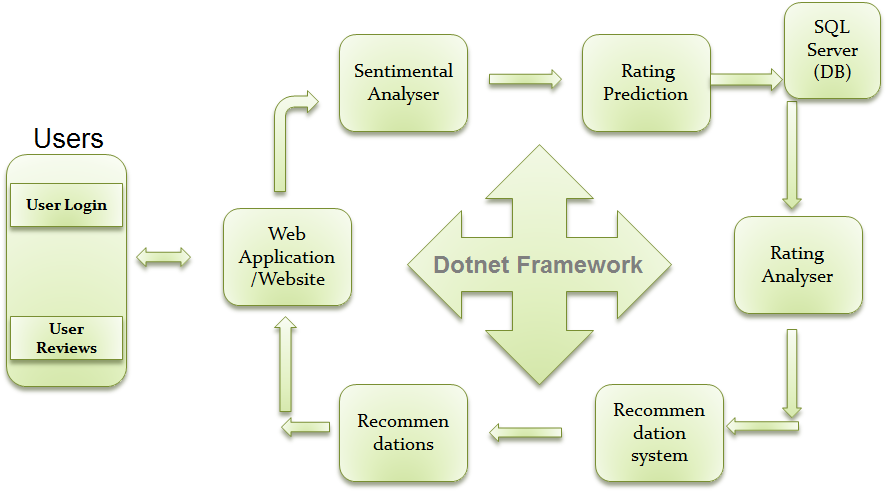 Users
User Login
User
Reviews
Web
Application
/Website
Sentimental
Analyser
Rating
Prediction
SQL
Server
(DB)
Rating
Analyser
Recommen
dation
system
Recommen
dations
Dotnet Framework